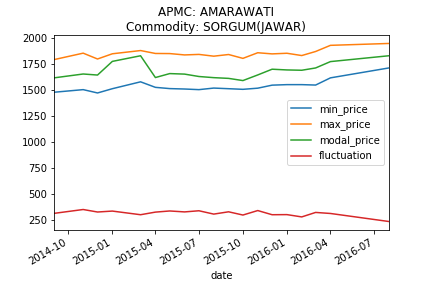 APMC: AMARAWATI
Commodity: SORGUM(JAWAR)
2000
1750
1500
1250
1000
750
500
250
min_price
max_price
modal_price
fluctuation
2014-10
2015-01
2015-04
2015-07
2015-10
2016-01
2016-04
2016-07
date